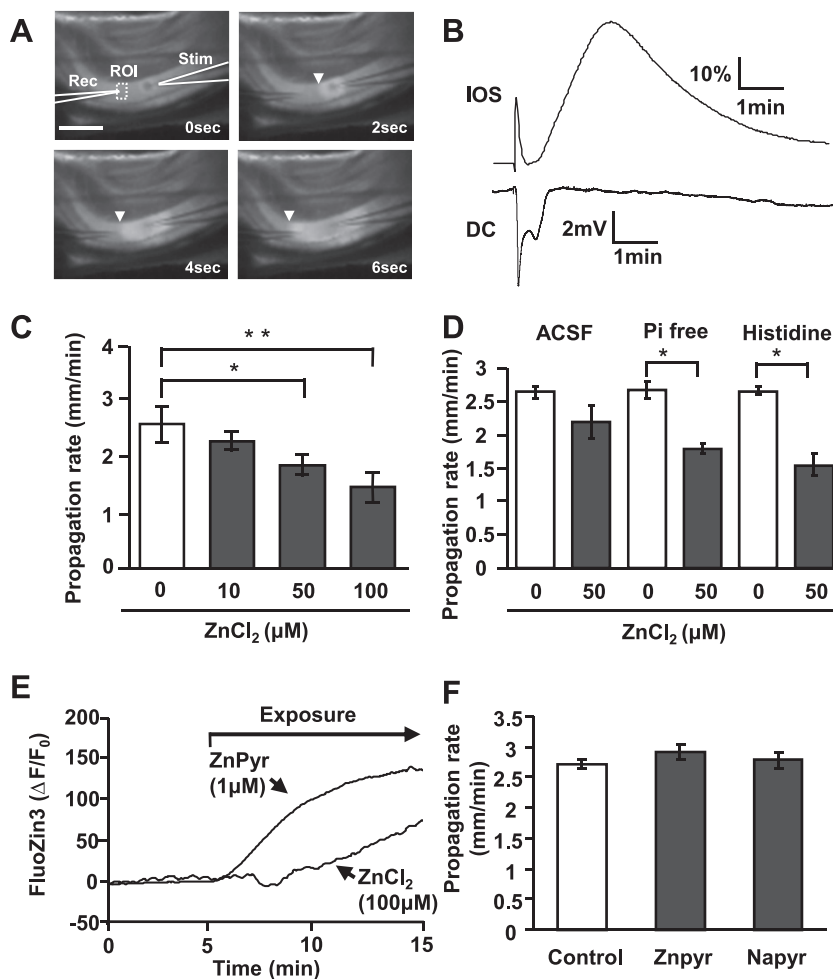 A
Rec
ROI
Stim
0sec
2sec
4sec
6sec
B
IOS
10%
1min
DC
2mV
1min
C
Propagation rate (mm/min)
4
3
2
1
0
* *
*
0 10 50 100
ZnCl₂ (µM)
D
ACSF Pi free Histidine
Propagation rate (mm/min)
3
2.5
2
1.5
1
0.5
0
* *
0 50 0 50 0 50
ZnCl₂ (µM)
E
FluoZin3 (ΔF/F₀)
200
150
100
50
0
-50
Exposure
ZnPyr
(1µM)
ZnCl₂
(100µM)
0 5 10 15
Time (min)
F
Propagation rate
(mm/min)
3.5
3
2.5
2
1.5
1
0.5
0
Control Znpyr Napyr